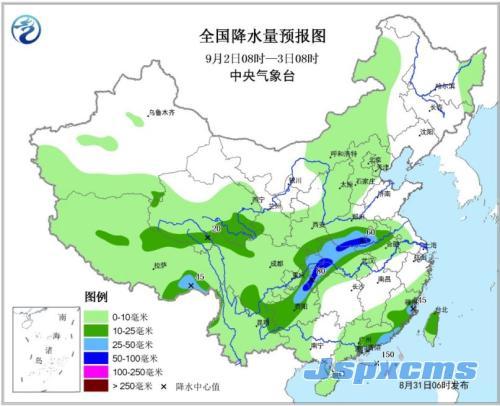 全国降水量预报图
9月2日08时—3日08时
中央气象台
哈尔滨
长春
乌鲁木齐
沈阳
呼和浩特
北京
天津
银川
太原
石家庄
济南
西宁
兰州
郑州
西安
20
60
合肥
上海
拉萨
45
成都
武汉
杭州
重庆
80
南昌
长沙
贵阳
福州
45
昆明
台北
南宁
广州
香港
150
海口
图例
0-10毫米
10-25毫米
25-50毫米
50-100毫米
100-250毫米
> 250毫米
× 降水中心值
南
海
诸
岛
Jspxcms
8月31日06时发布